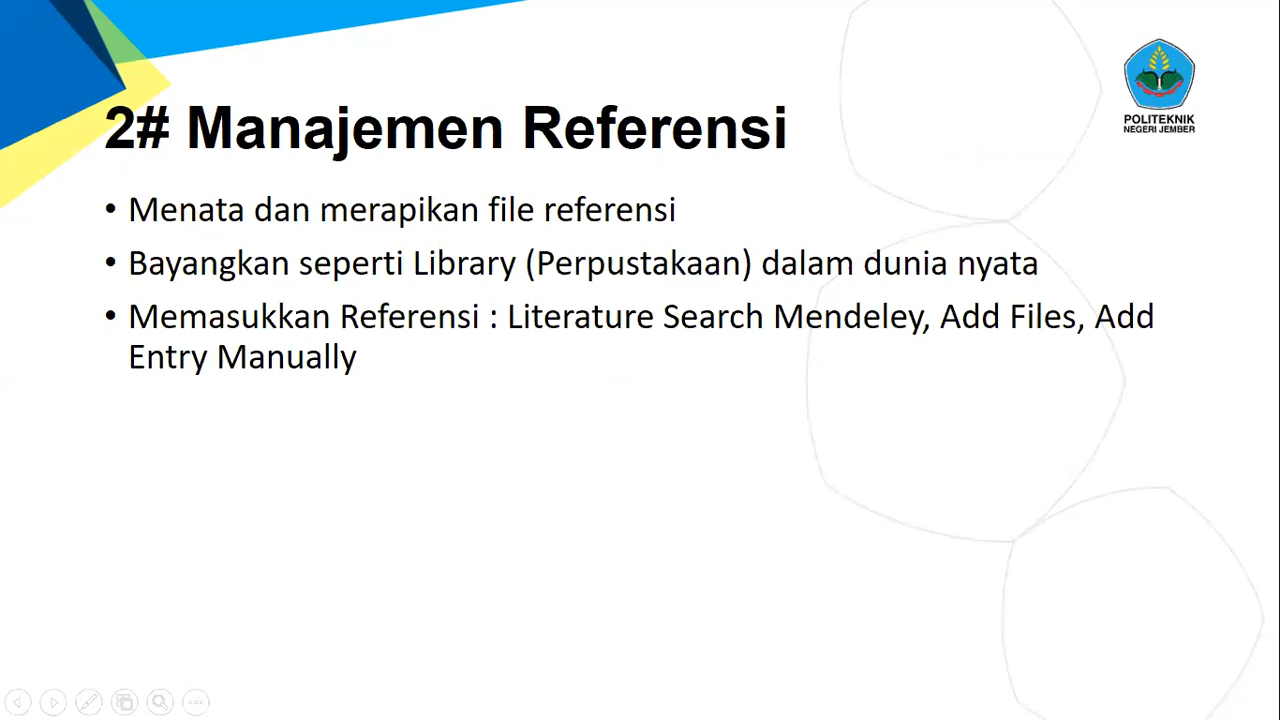 POLITEKNIK
NEGERI JEMBER
2# Manajemen Referensi
• Menata dan merapikan file referensi
• Bayangkan seperti Library (Perpustakaan) dalam dunia nyata
• Memasukkan Referensi : Literature Search Mendeley, Add Files, Add
Entry Manually